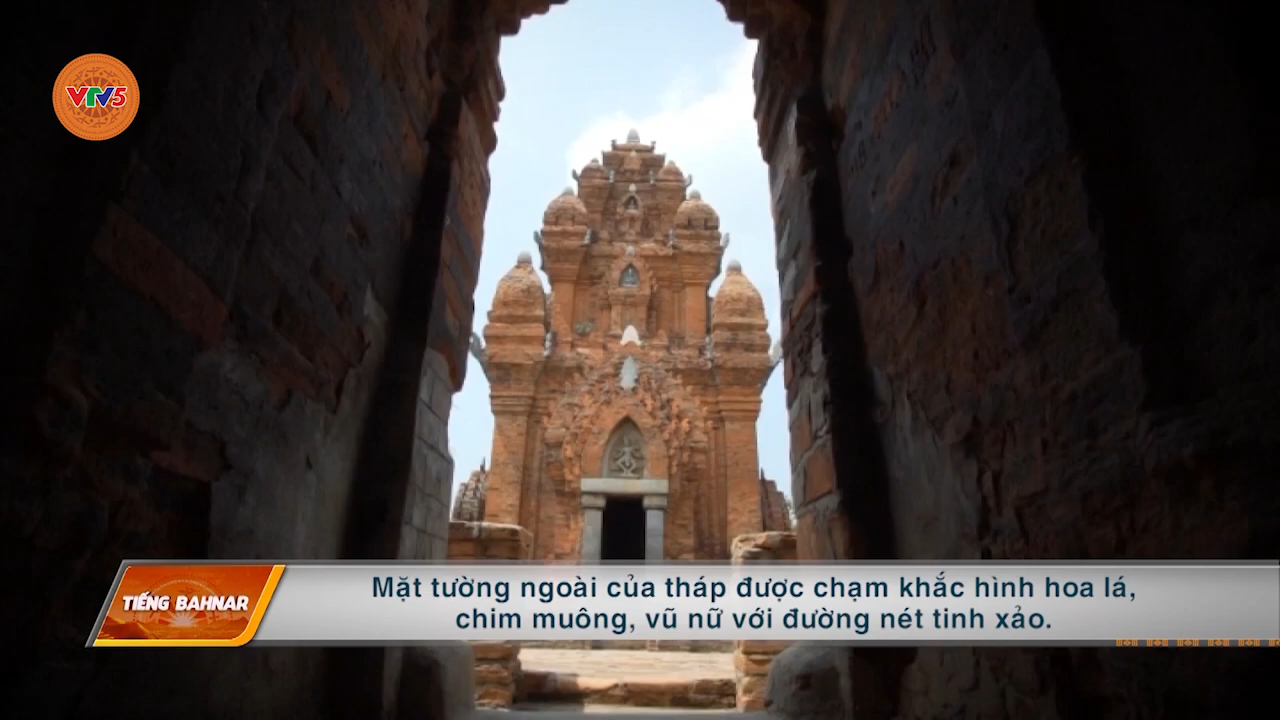 VTV5
TIẾNG BAHNAR
Mặt tường ngoài của tháp được chạm khắc hình hoa lá,
chim muông, vũ nữ với đường nét tinh xảo.